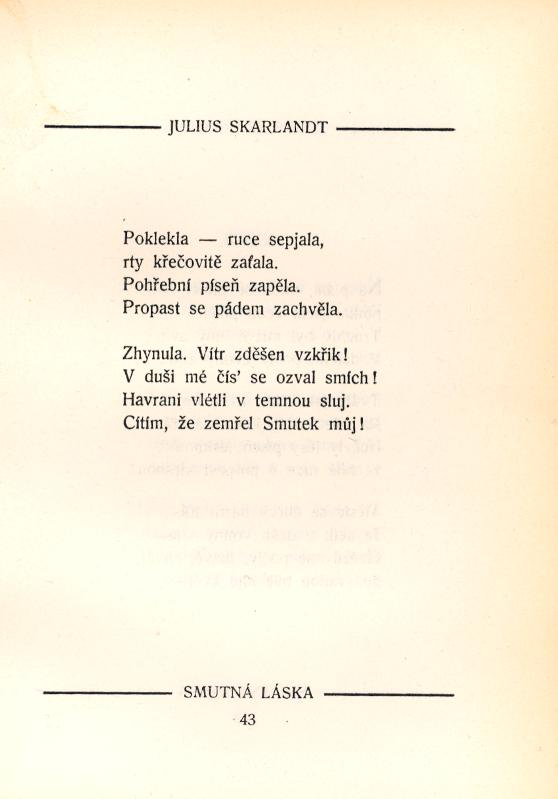 JULIUS SKARLANDT
Poklekla — ruce sepjala,
rty křečovitě zaťala.
Pohřební píseň zapěla.
Propast se pádem zachvěla.
Zhynula. Vítr zděšen vzkřik!
V duši mé čís' se ozval smích!
Havrani vlétli v temnou sluj.
Cítím, že zemřel Smutek můj!
SMUTNÁ LÁSKA
43